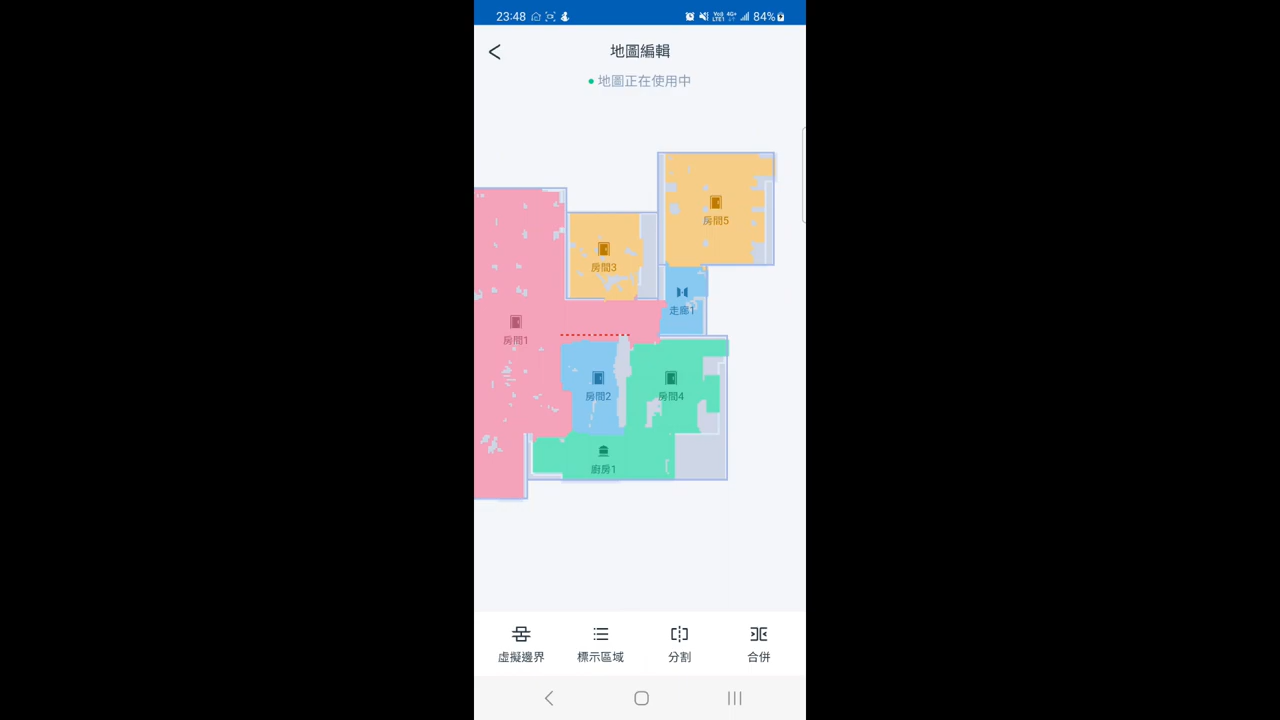 23:48 84%
地圖編輯
地圖正在使用中
房間5
房間3
走廊1
房間1
房間2
房間4
廚房1
虛擬邊界
標示區域
分割
合併